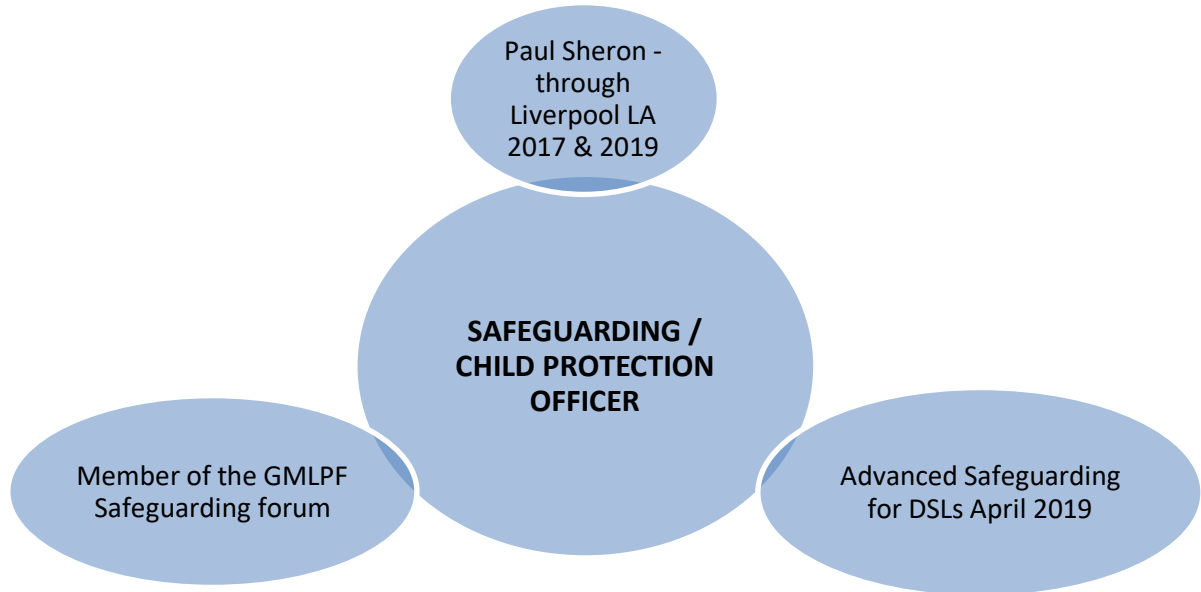 Paul Sheron -
through
Liverpool LA
2017 & 2019
SAFEGUARDING /
CHILD PROTECTION
OFFICER
Member of the GMLPF
Safeguarding forum
Advanced Safeguarding
for DSLs April 2019